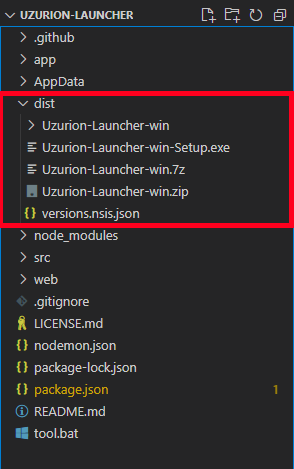 UZURION-LAUNCHER
.github
app
AppData
dist
Uzurion-Launcher-win
Uzurion-Launcher-win-Setup.exe
Uzurion-Launcher-win.7z
Uzurion-Launcher-win.zip
{} versions.nsis.json
node_modules
src
web
.gitignore
LICENSE.md
{} nodemon.json
{} package-lock.json
{} package.json 1
README.md
tool.bat